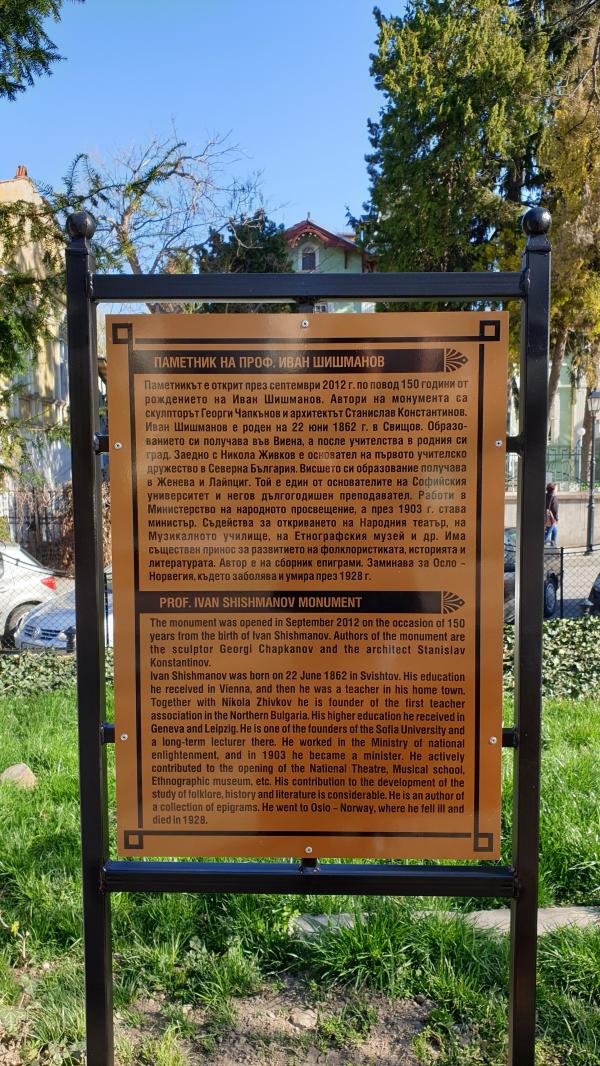 ПАМЕТНИК НА ПРОФ. ИВАН ШИШМАНОВ
Паметникът е открит през септември 2012 г. по повод 150 години от
рождението на Иван Шишманов. Автори на монумента са
скулпторът Георги Чапкънов и архитектът Станислав Константинов.
Иван Шишманов е роден на 22 юни 1862 г. в Свищов. Образо-
ванието си получава във Виена, а после учителства в родния си
град. Заедно с Никола Живков е основател на първото учителско
дружество в Северна България. Висшето си образование получава
в Женева и Лайпциг. Той е един от основателите на Софийския
университет и негов дългогодишен преподавател. Работи в
Министерство на народното просвещение, а през 1903 г. става
министър. Съдейства за откриването на Народния театър, на
Музикалното училище, на Етнографския музей и др. Има
съществен принос за развитието на фолклористиката, историята и
литературата. Автор е на сборник епиграми. Заминава за Осло –
Норвегия, където заболява и умира през 1928 г.
PROF. IVAN SHISHMANOV MONUMENT
The monument was opened in September 2012 on the occasion of 150
years from the birth of Ivan Shishmanov. Authors of the monument are
the sculptor Georgi Chapkanov and the architect Stanislav
Konstantinov.
Ivan Shishmanov was born on 22 June 1862 in Svishtov. His education
he received in Vienna, and then he was a teacher in his home town.
Together with Nikola Zhivkov he is founder of the first teacher
association in the Northern Bulgaria. His higher education he received in
Geneva and Leipzig. He is one of the founders of the Sofia University and
a long-term lecturer there. He worked in the Ministry of national
enlightenment, and in 1903 he became a minister. He actively
contributed to the opening of the National Theatre, Musical school,
Ethnographic museum, etc. His contribution to the development of the
study of folklore, history and literature is considerable. He is an author of
a collection of epigrams. He went to Oslo – Norway, where he fell ill and
died in 1928.